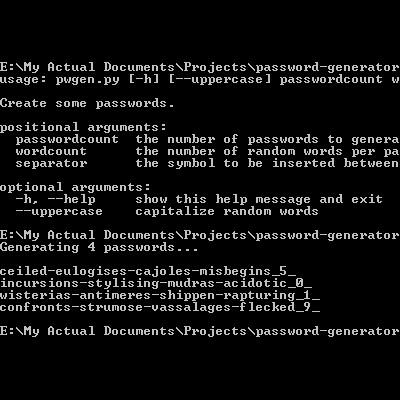 E:\My Actual Documents\Projects\password-generator
usage: pwgen.py [-h] [--uppercase] passwordcount w
Create some passwords.
positional arguments:
passwordcount the number of passwords to genera
wordcount the number of random words per pa
separator the symbol to be inserted between
optional arguments:
-h, --help show this help message and exit
--uppercase capitalize random words
E:\My Actual Documents\Projects\password-generator
Generating 4 passwords...
ceiled-eulogises-cajoles-misbegins_5_
incursions-stylising-mudras-acidotic_0_
wisterias-antimeres-shippen-rapturing_1_
confronts-strumose-vassalages-flecked_9_
E:\My Actual Documents\Projects\password-generator